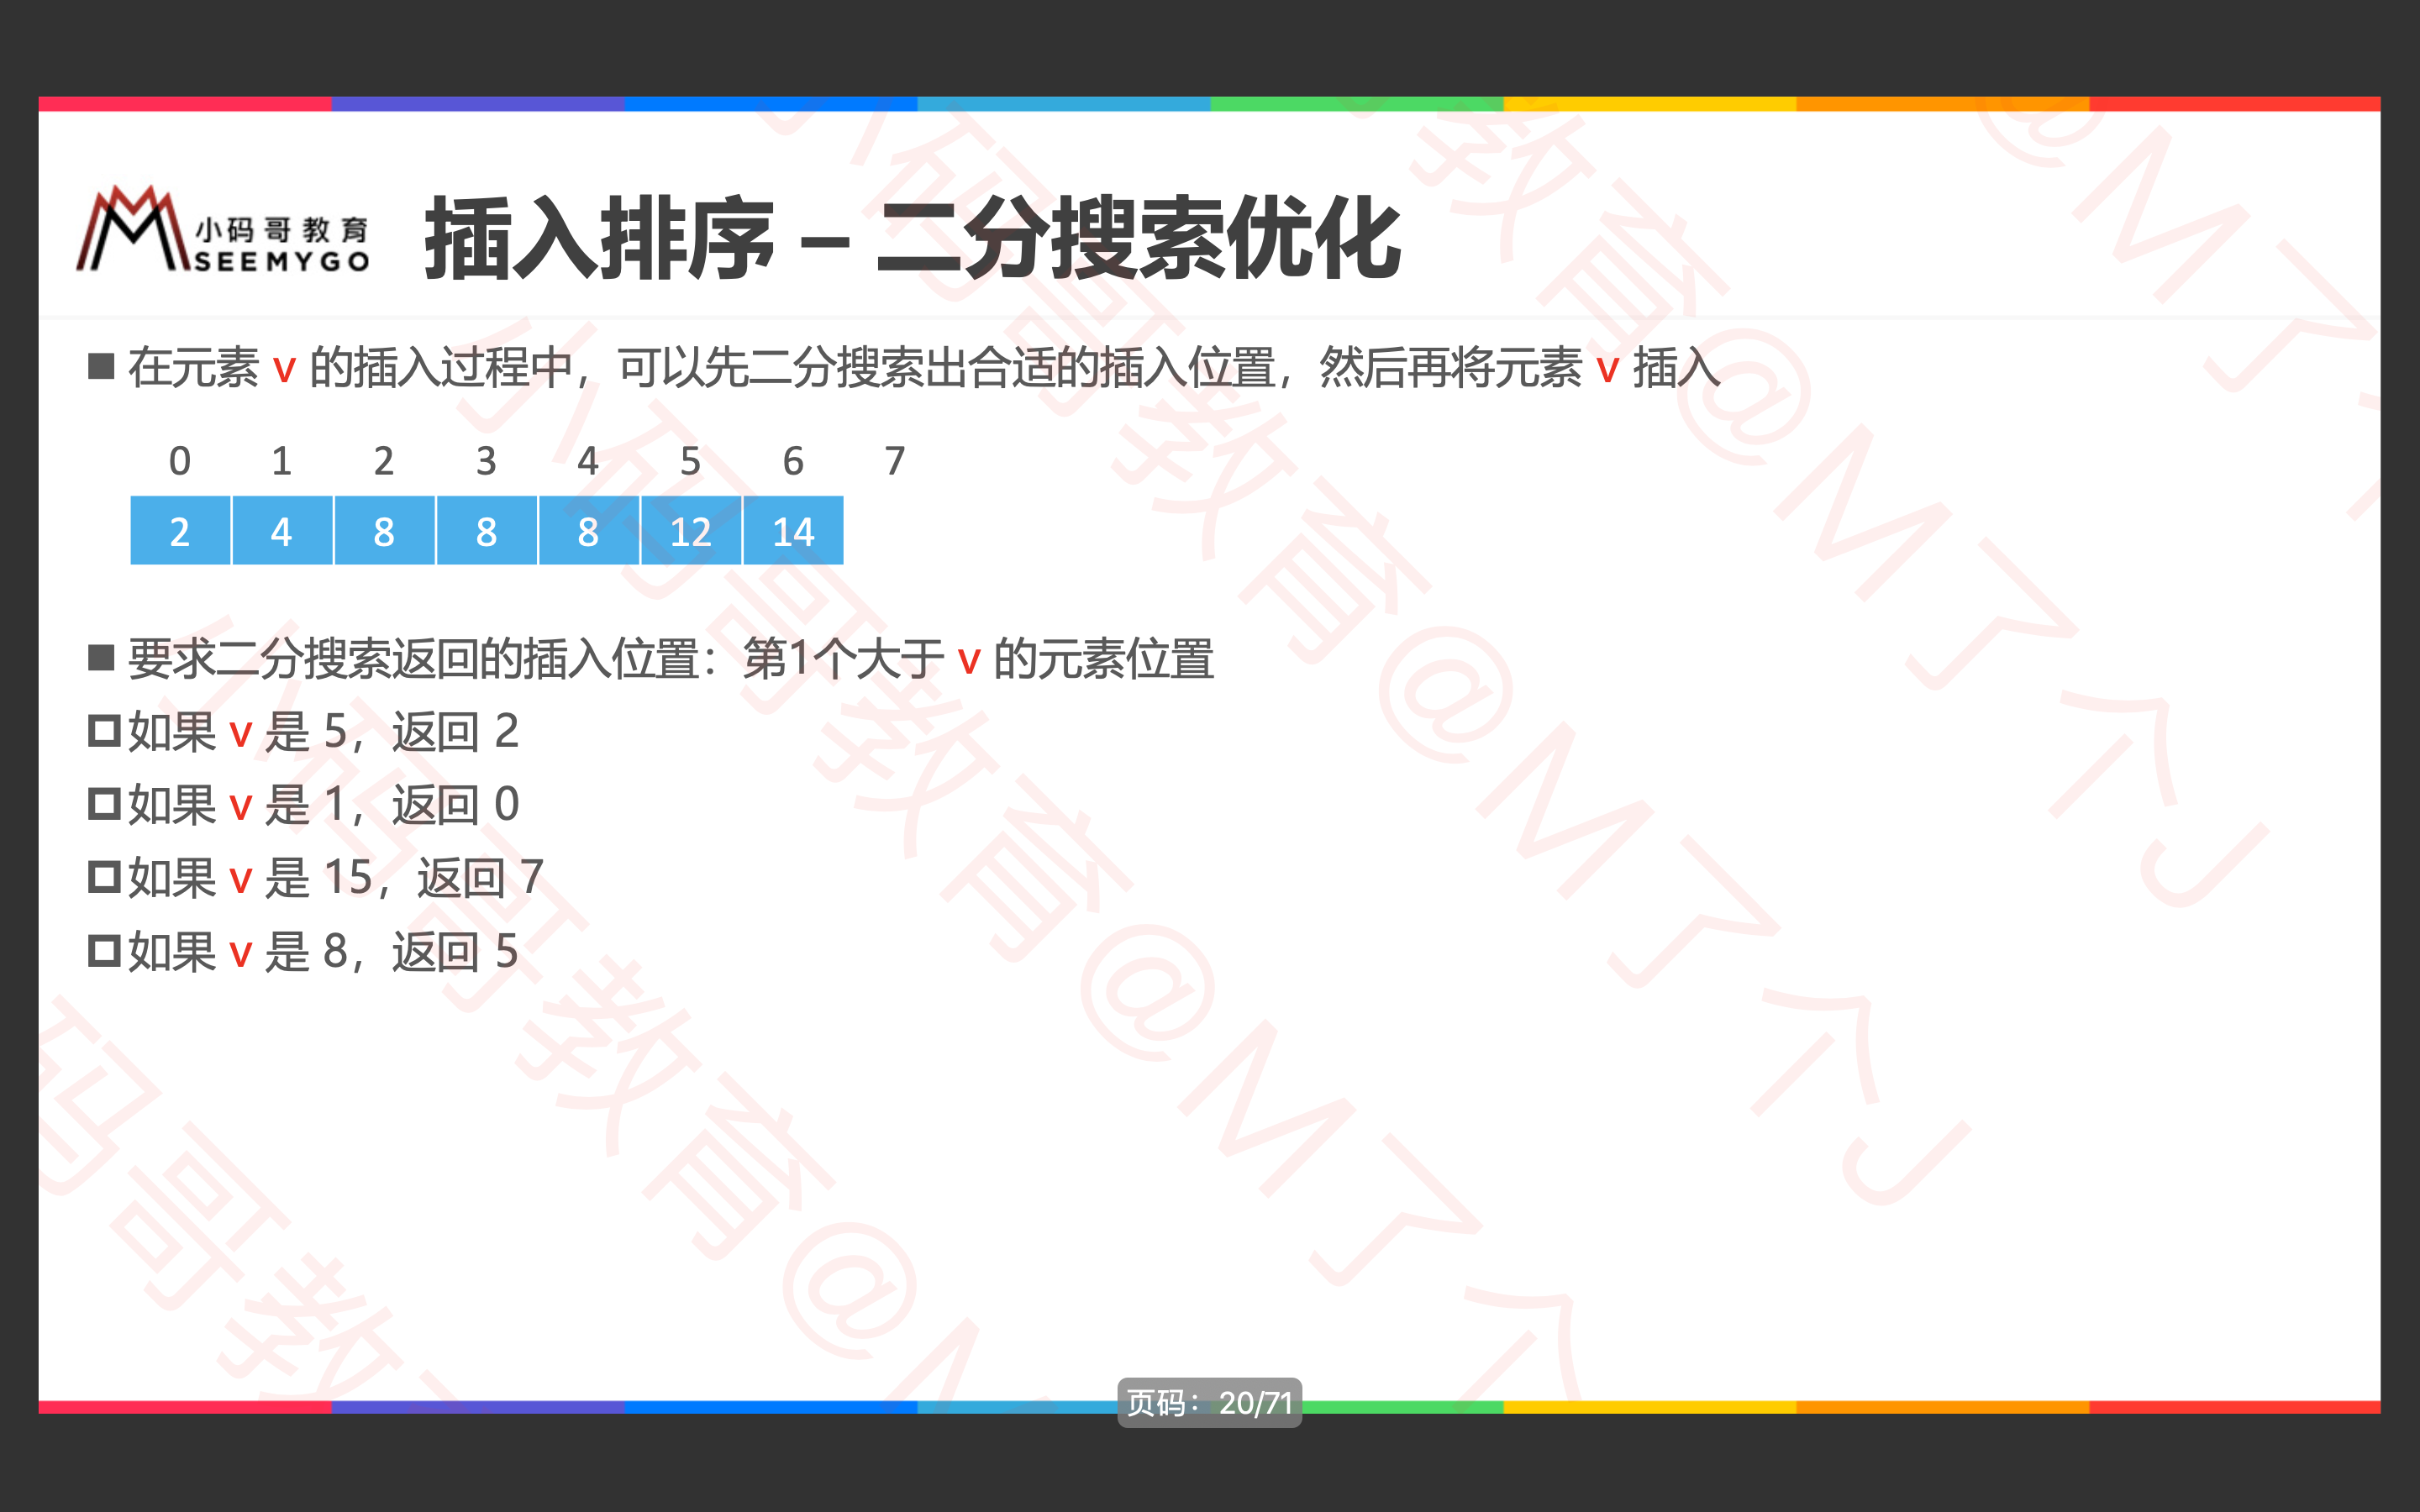 小码哥教育
SEEMYGO
插入排序 – 二分搜索优化
■ 在元素 v 的插入过程中，可以先二分搜索出合适的插入位置，然后再将元素 v 插入
0 1 2 3 4 5 6 7
2 4 8 8 8 12 14
■ 要求二分搜索返回的插入位置：第1个大于 v 的元素位置
如果 v 是 5，返回 2
如果 v 是 1，返回 0
如果 v 是 15，返回 7
如果 v 是 8，返回 5
小码哥教育@M了个J
页码：20/71